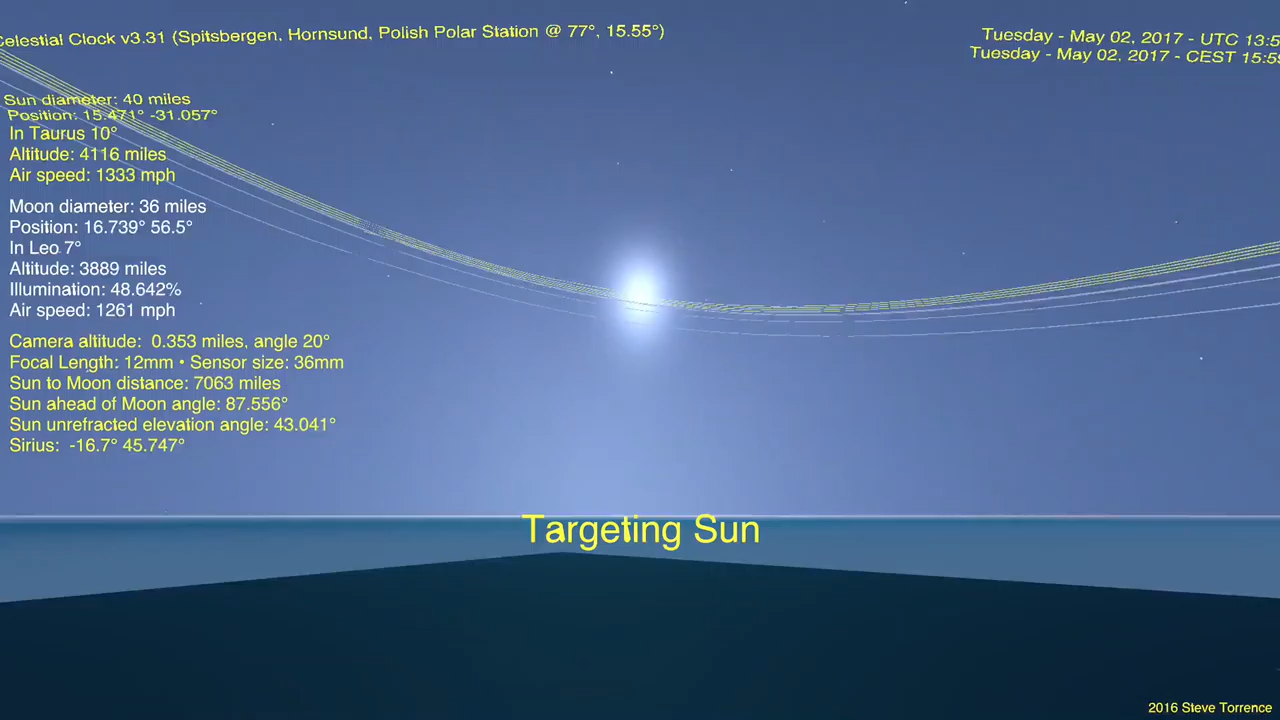 Celestial Clock v3.31 (Spitsbergen, Hornsund, Polish Polar Station @ 77°, 15.55°)
Tuesday - May 02, 2017 - UTC 13:5
Tuesday - May 02, 2017 - CEST 15:5
Sun diameter: 40 miles
Position: 15.471° -31.057°
In Taurus 10°
Altitude: 4116 miles
Air speed: 1333 mph
Moon diameter: 36 miles
Position: 16.739° 56.5°
In Leo 7°
Altitude: 3889 miles
Illumination: 48.642%
Air speed: 1261 mph
Camera altitude: 0.353 miles, angle 20°
Focal Length: 12mm • Sensor size: 36mm
Sun to Moon distance: 7063 miles
Sun ahead of Moon angle: 87.556°
Sun unrefracted elevation angle: 43.041°
Sirius: -16.7° 45.747°
Targeting Sun
2016 Steve Torrence